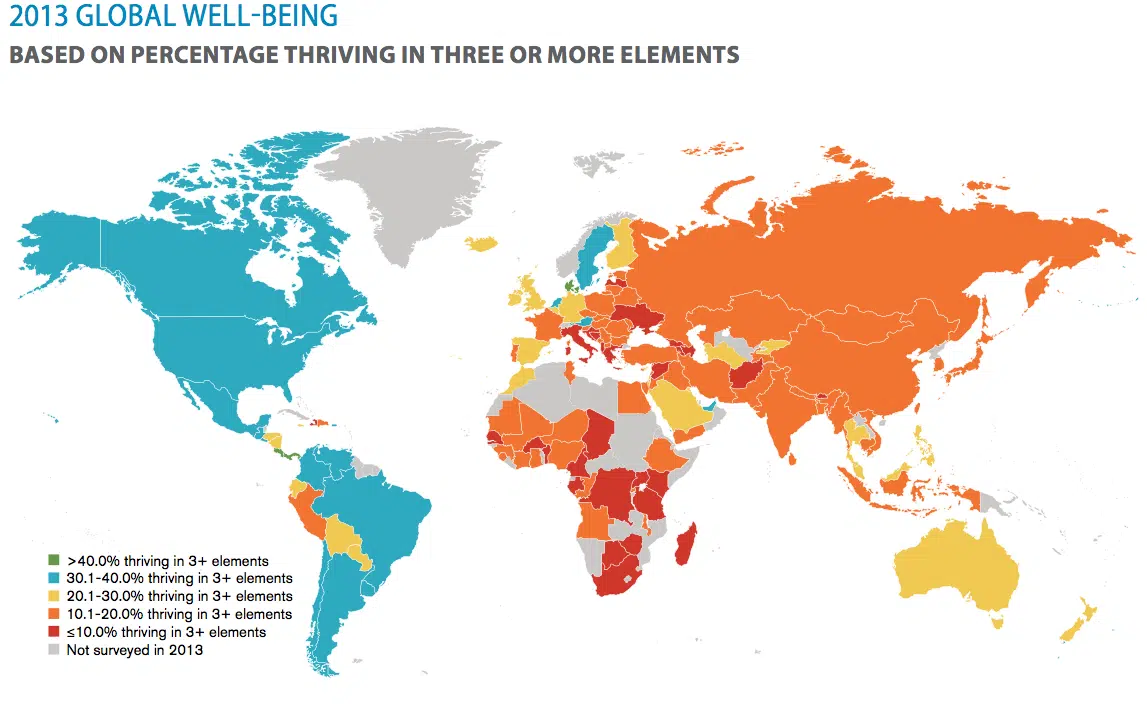 2013 GLOBAL WELL-BEING
BASED ON PERCENTAGE THRIVING IN THREE OR MORE ELEMENTS
>40.0% thriving in 3+ elements
30.1-40.0% thriving in 3+ elements
20.1-30.0% thriving in 3+ elements
10.1-20.0% thriving in 3+ elements
≤10.0% thriving in 3+ elements
Not surveyed in 2013